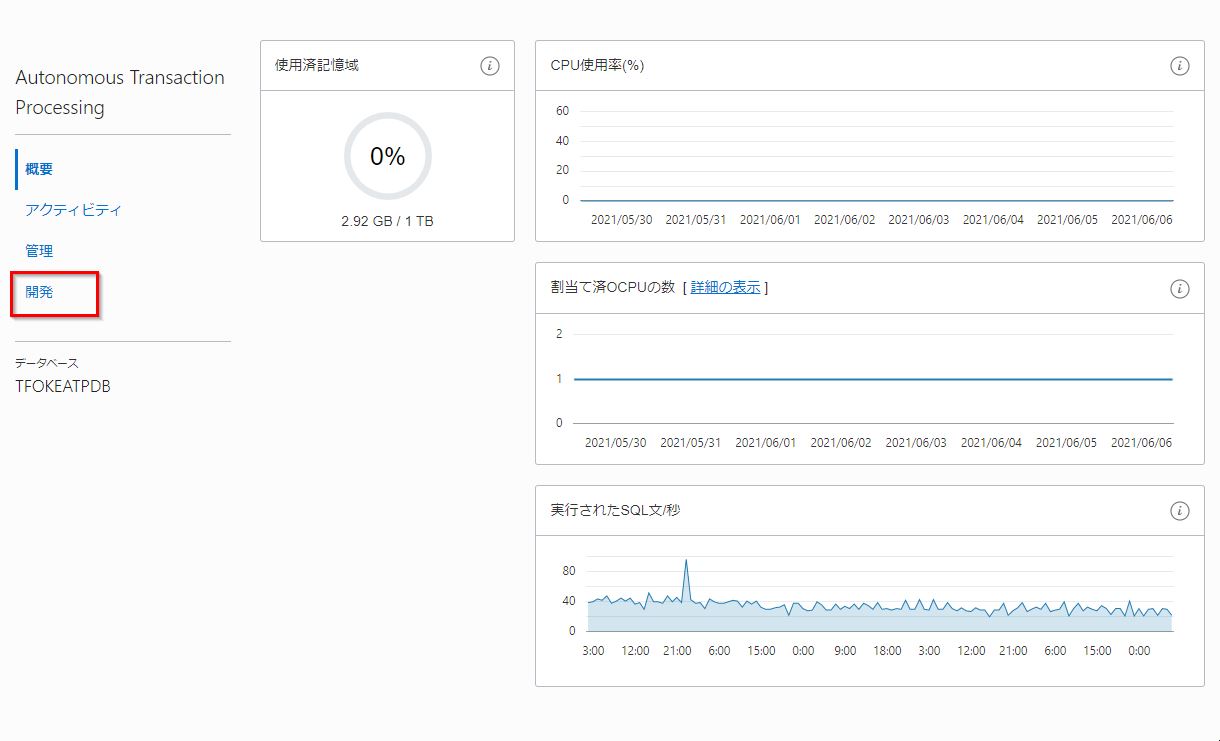 Autonomous Transaction
Processing
概要
アクティビティ
管理
開発
データベース
TFOKEATPDB
使用済記憶域
i
0%
2.92 GB / 1 TB
CPU使用率(%)
i
60
40
20
0
2021/05/30 2021/05/31 2021/06/01 2021/06/02 2021/06/03 2021/06/04 2021/06/05 2021/06/06
割当て済OCPUの数 [ 詳細の表示 ]
i
2
1
0
2021/05/30 2021/05/31 2021/06/01 2021/06/02 2021/06/03 2021/06/04 2021/06/05 2021/06/06
実行されたSQL文/秒
i
80
40
0
3:00 12:00 21:00 6:00 15:00 0:00 9:00 18:00 3:00 12:00 21:00 6:00 15:00 0:00